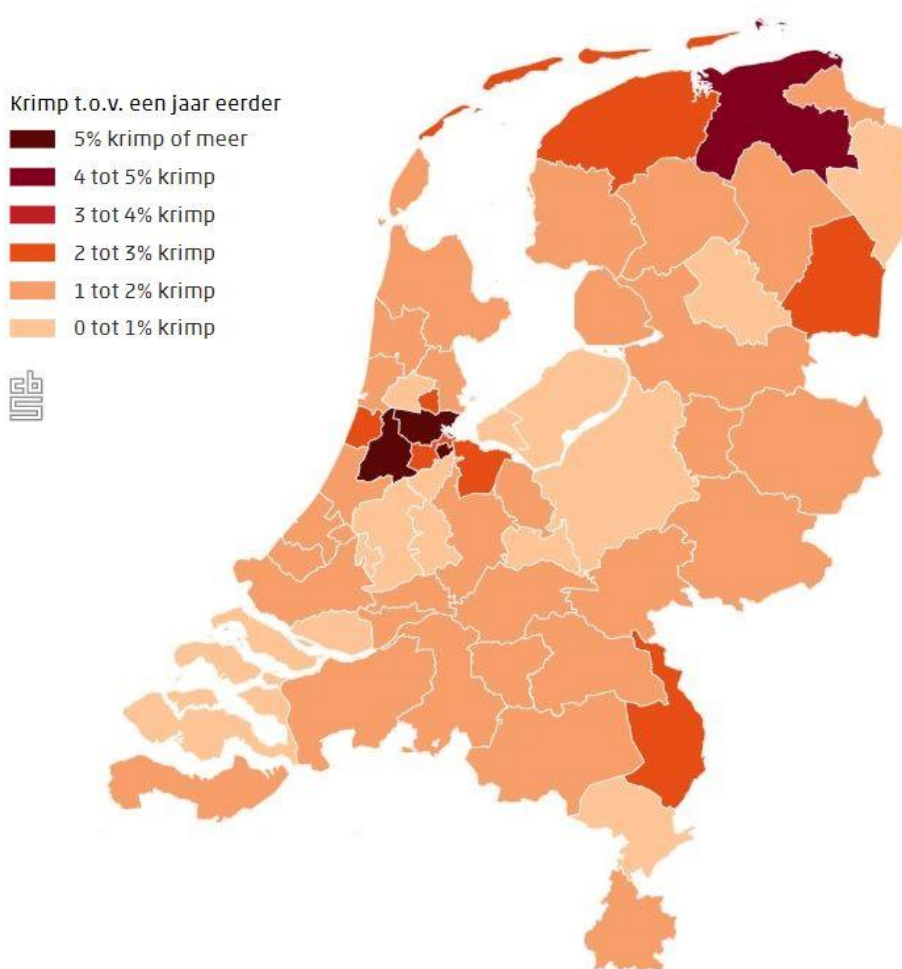 Krimp t.o.v. een jaar eerder
5% krimp of meer
4 tot 5% krimp
3 tot 4% krimp
2 tot 3% krimp
1 tot 2% krimp
0 tot 1% krimp
cbs